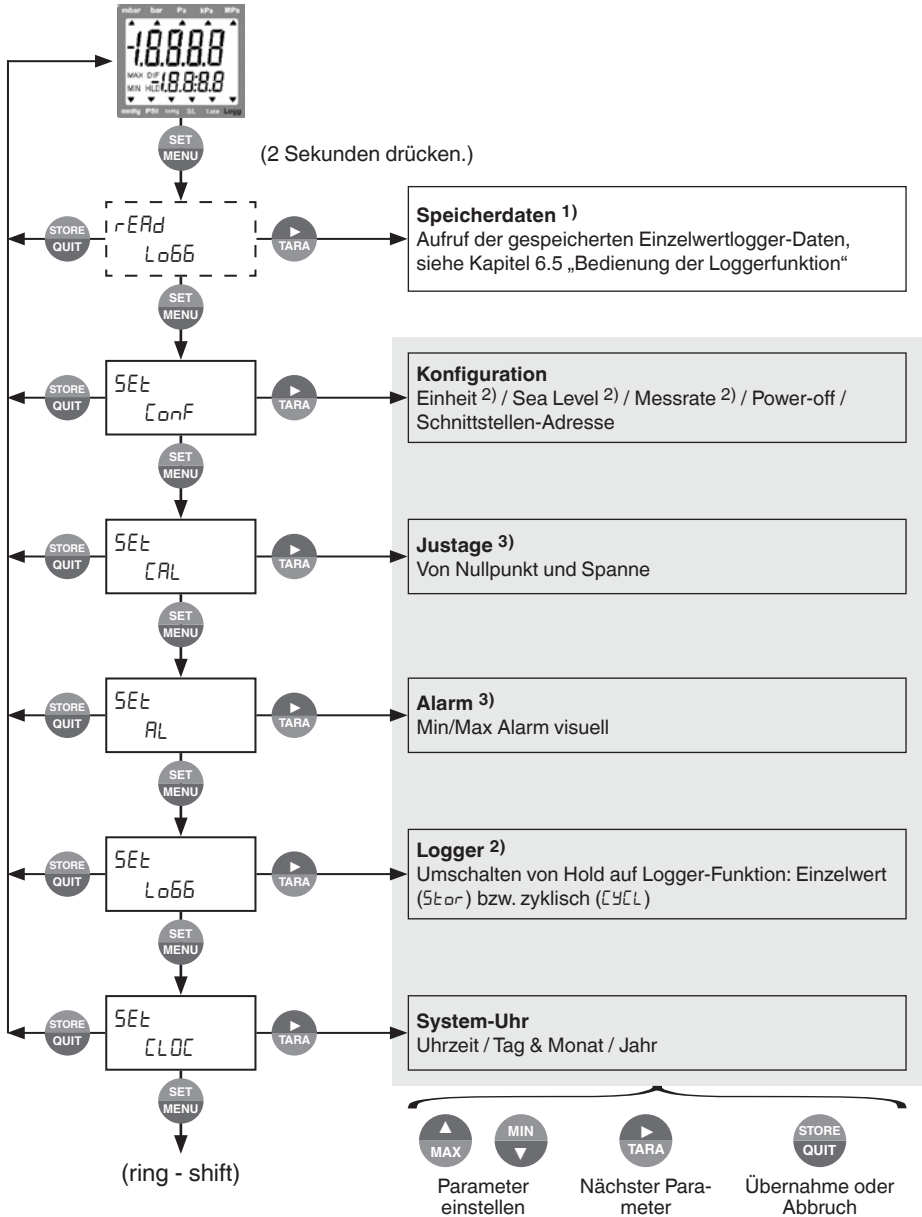 mbar bar Pa kPa MPa
-1.8.8.8.8
MAX DIF
MIN HLD -1.8.8:8.8
mmHg PSI inHg SL Tara Logg
SET
MENU
(2 Sekunden drücken.)
STORE
QUIT
rEAd
LoGG
TARA
Speicherdaten 1)
Aufruf der gespeicherten Einzelwertlogger-Daten,
siehe Kapitel 6.5 „Bedienung der Loggerfunktion“
SET
MENU
STORE
QUIT
SEt
ConF
TARA
Konfiguration
Einheit 2) / Sea Level 2) / Messrate 2) / Power-off /
Schnittstellen-Adresse
SET
MENU
STORE
QUIT
SEt
CAL
TARA
Justage 3)
Von Nullpunkt und Spanne
SET
MENU
STORE
QUIT
SEt
AL
TARA
Alarm 3)
Min/Max Alarm visuell
SET
MENU
STORE
QUIT
SEt
LoGG
TARA
Logger 2)
Umschalten von Hold auf Logger-Funktion: Einzelwert
(Stor) bzw. zyklisch (CYCL)
SET
MENU
STORE
QUIT
SEt
CLOC
TARA
System-Uhr
Uhrzeit / Tag & Monat / Jahr
SET
MENU
(ring - shift)
MAX
MIN
TARA
STORE
QUIT
Parameter
einstellen
Nächster Para-
meter
Übernahme oder
Abbruch